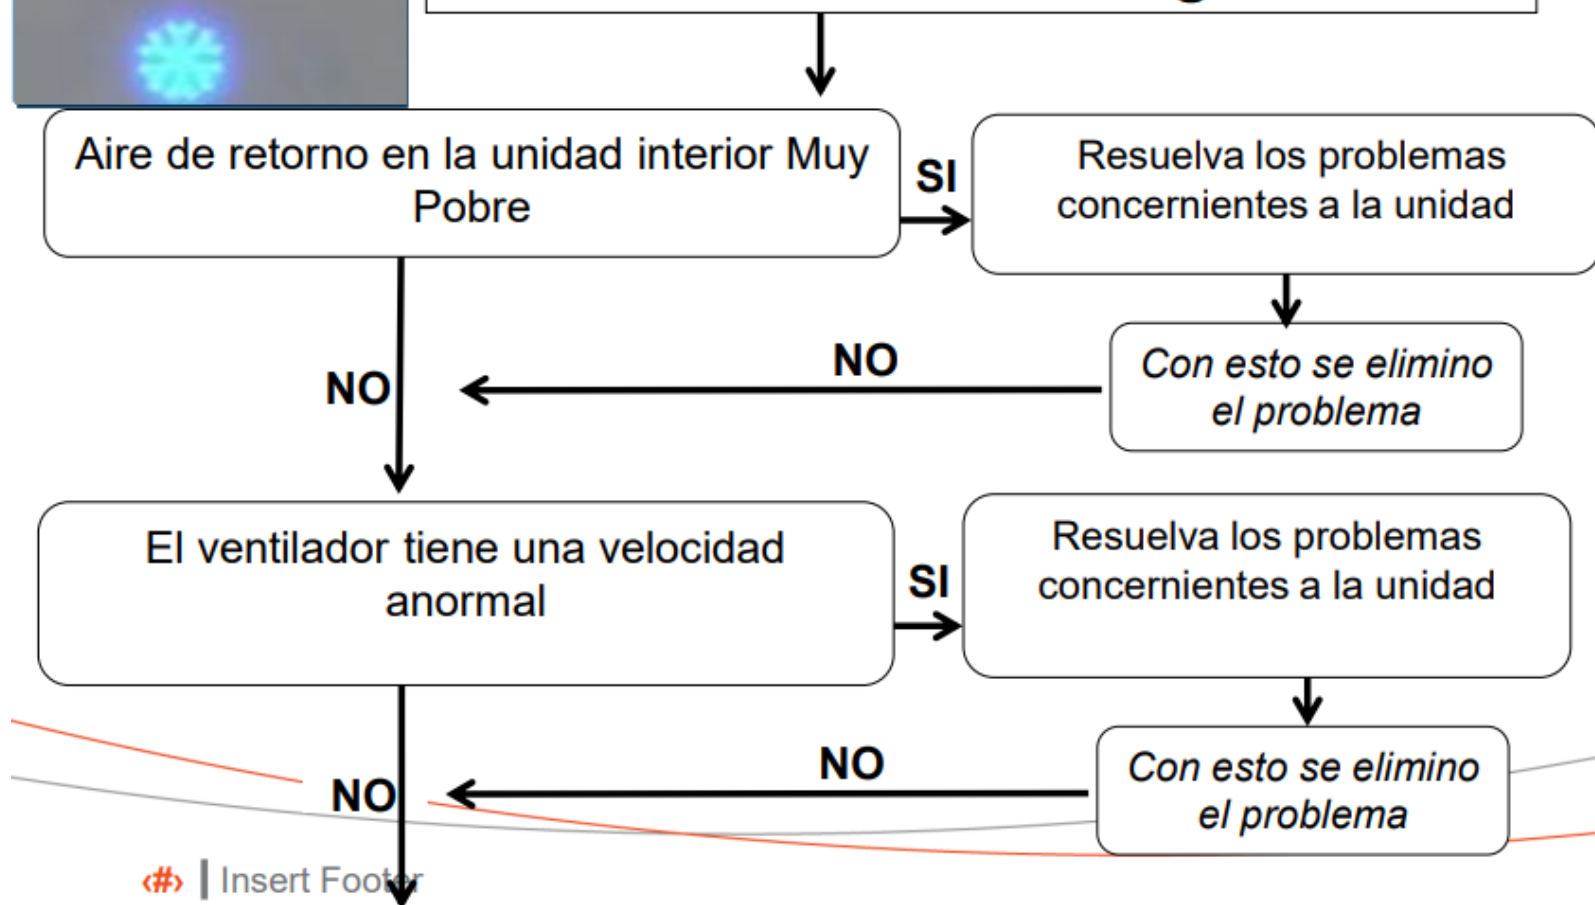 Aire de retorno en la unidad interior Muy
Pobre
SI
Resuelva los problemas
concernientes a la unidad
NO
NO
Con esto se elimino
el problema
El ventilador tiene una velocidad
anormal
SI
Resuelva los problemas
concernientes a la unidad
NO
NO
Con esto se elimino
el problema
‹#› | Insert Footer